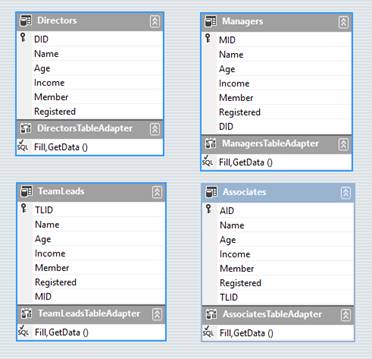 Directors
DID
Name
Age
Income
Member
Registered
DirectorsTableAdapter
SQL Fill,GetData ()
Managers
MID
Name
Age
Income
Member
Registered
DID
ManagersTableAdapter
SQL Fill,GetData ()
TeamLeads
TLID
Name
Age
Income
Member
Registered
MID
TeamLeadsTableAdapter
SQL Fill,GetData ()
Associates
AID
Name
Age
Income
Member
Registered
TLID
AssociatesTableAdapter
SQL Fill,GetData ()